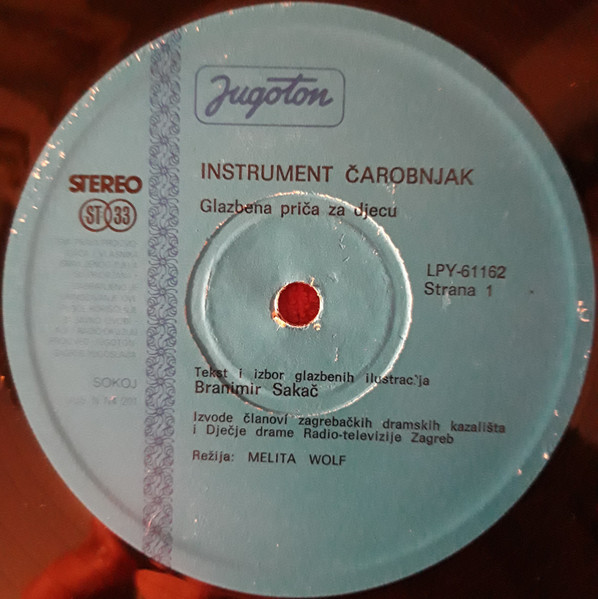 Jugoton
INSTRUMENT ČAROBNJAK
Glazbena priča za djecu
STEREO
ST 33
LPY-61162
Strana 1
Tekst i izbor glazbenih ilustracija
Branimir Sakač
Izvode članovi zagrebačkih dramskih kazališta
i Dječje drame Radio-televizije Zagreb
Režija: MELITA WOLF
SOKOJ